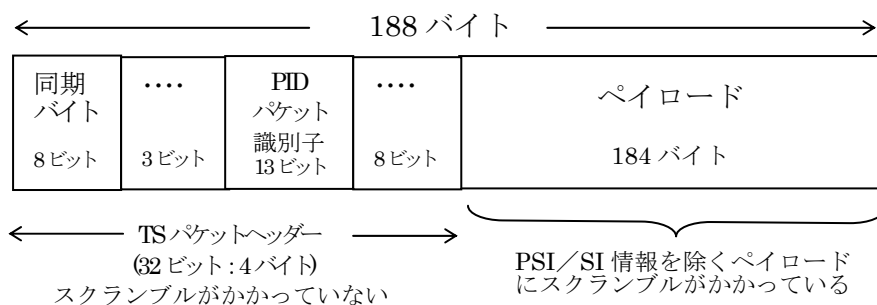 188 バイト
同期
バイト
8ビット
‥‥
3ビット
PID
パケット
識別子
13ビット
‥‥
8ビット
ペイロード
184 バイト
TSパケットヘッダー
(32 ビット : 4バイト)
スクランブルがかかっていない
PSI/SI 情報を除くペイロード
にスクランブルがかかっている